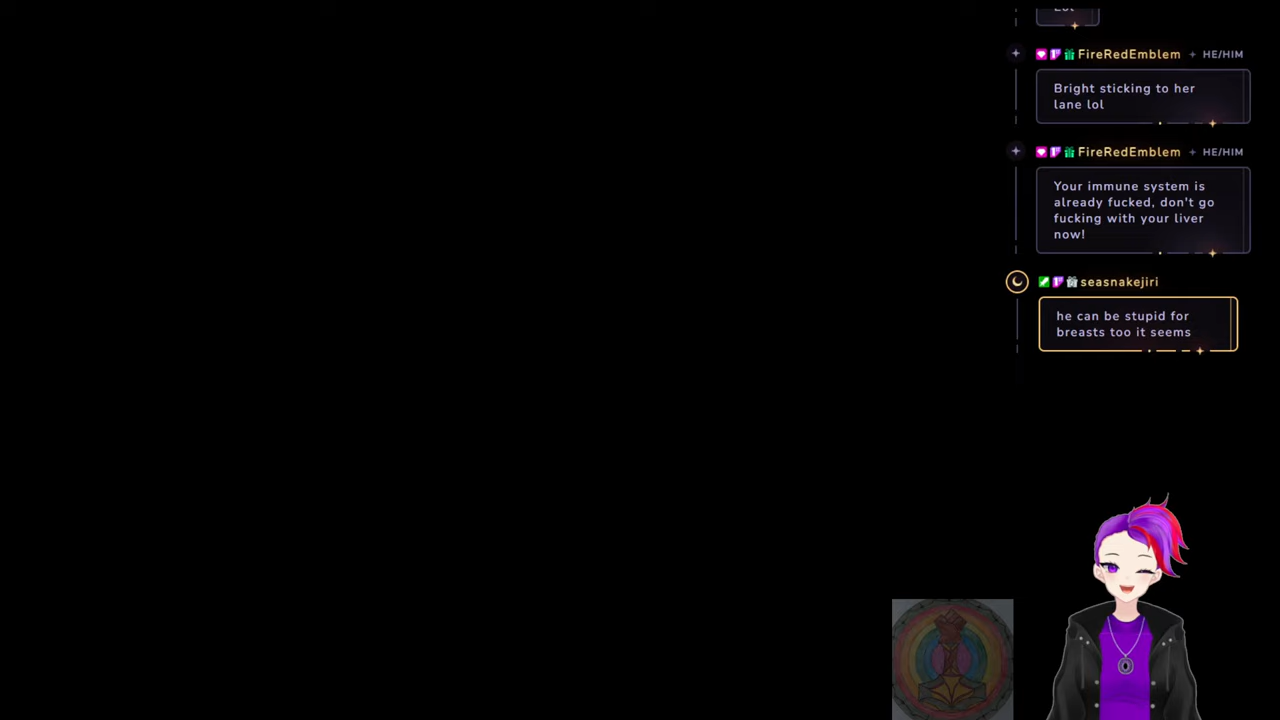 Lol
FireRedEmblem + HE/HIM
Bright sticking to her
lane lol
FireRedEmblem + HE/HIM
Your immune system is
already fucked, don't go
fucking with your liver
now!
seasnakejiri
he can be stupid for
breasts too it seems